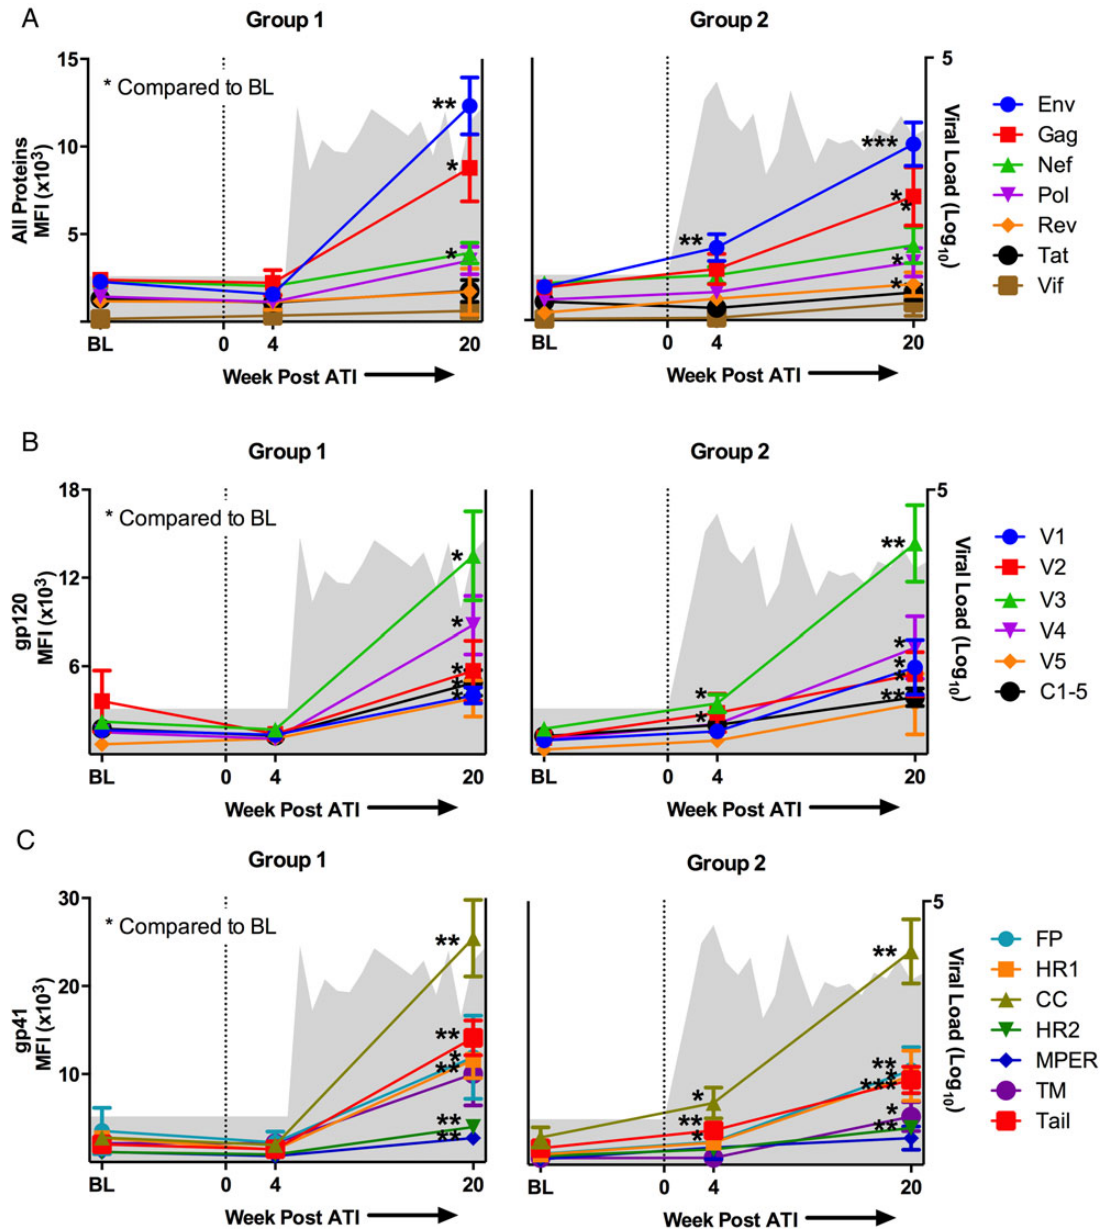 A
Group 1
Group 2
15
10
5
* Compared to BL
**
*
*
All Proteins
MFI (x10³)
BL
0
4
20
Week Post ATI
**
***
*
*
*
*
BL
0
4
20
Week Post ATI
5
Viral Load (Log₁₀)
Env
Gag
Nef
Pol
Rev
Tat
Vif
B
Group 1
Group 2
18
12
6
* Compared to BL
*
*
*
*
*
gp120
MFI (x10³)
BL
0
4
20
Week Post ATI
*
*
**
*
*
*
**
BL
0
4
20
Week Post ATI
5
Viral Load (Log₁₀)
V1
V2
V3
V4
V5
C1-5
C
Group 1
Group 2
30
20
10
* Compared to BL
**
**
*
**
**
**
gp41
MFI (x10³)
BL
0
4
20
Week Post ATI
*
**
*
**
**
*
***
*
**
BL
0
4
20
Week Post ATI
5
Viral Load (Log₁₀)
FP
HR1
CC
HR2
MPER
TM
Tail